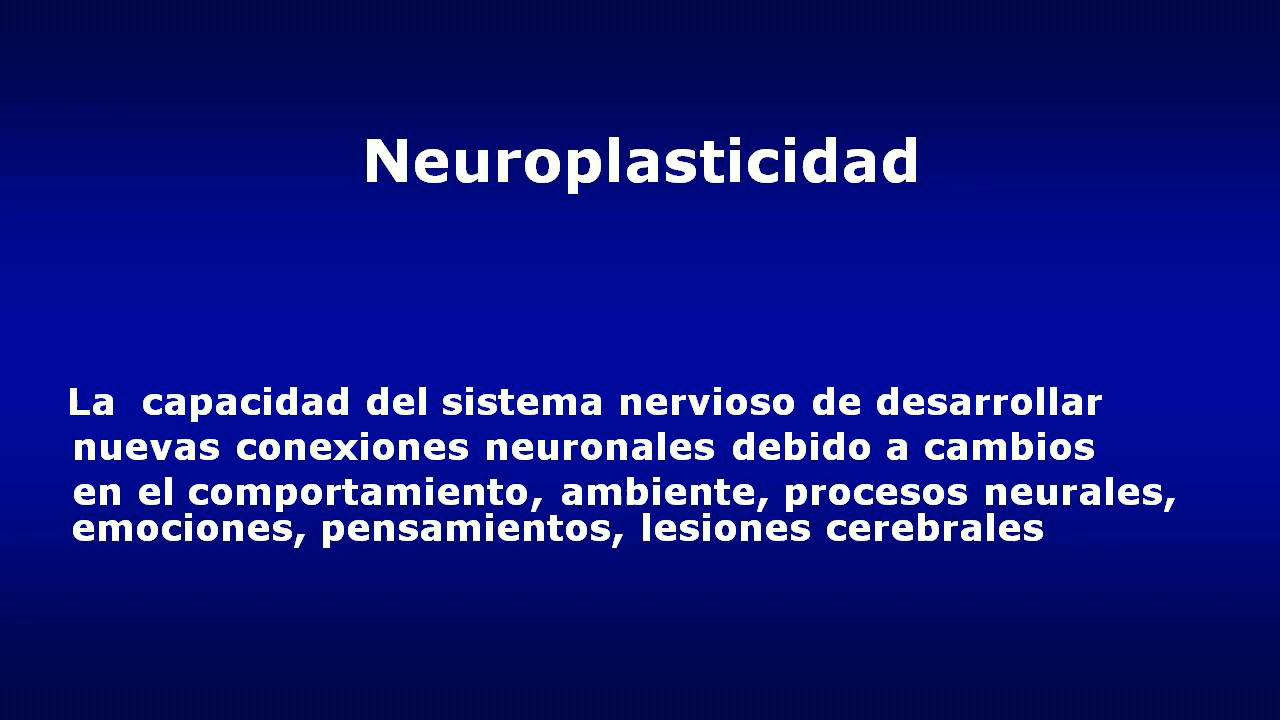 Neuroplasticidad
La capacidad del sistema nervioso de desarrollar
nuevas conexiones neuronales debido a cambios
en el comportamiento, ambiente, procesos neurales,
emociones, pensamientos, lesiones cerebrales